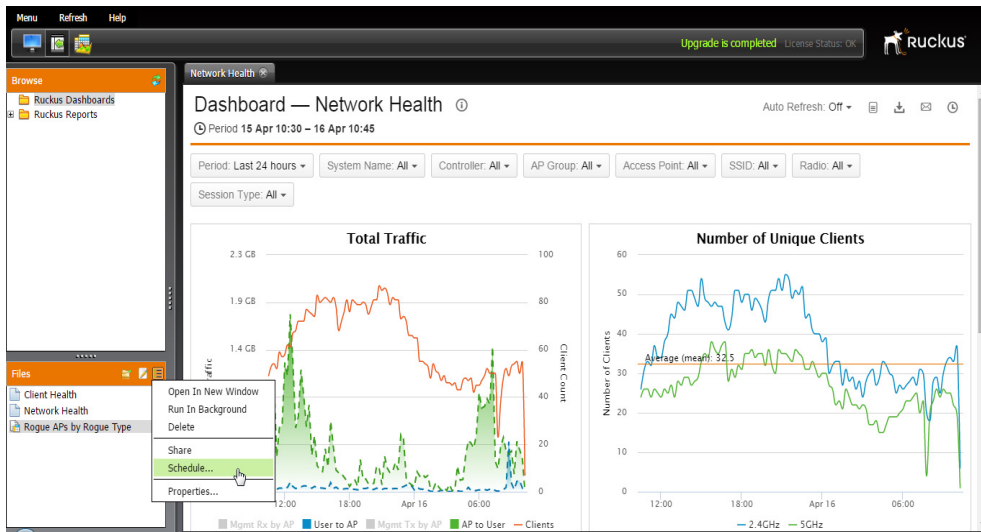 Menu Refresh Help
Upgrade is completed License Status: OK
Ruckus
Browse
Ruckus Dashboards
Ruckus Reports
Files
Client Health
Network Health
Rogue APs by Rogue Type
Open In New Window
Run In Background
Delete
Share
Schedule...
Properties...
Network Health
Dashboard — Network Health
Auto Refresh: Off
Period 15 Apr 10:30 – 16 Apr 10:45
Period: Last 24 hours System Name: All Controller: All AP Group: All Access Point: All SSID: All Radio: All
Session Type: All
Total Traffic
2.3 GB 100
1.9 GB 80
1.4 GB 60
40
20
0
Client Count
12:00 18:00 Apr 16 06:00
Mgmt Rx by AP User to AP Mgmt Tx by AP AP to User Clients
Number of Unique Clients
60
50
40
Average (mean): 32.5
30
20
10
0
Number of Clients
12:00 18:00 Apr 16 06:00
2.4GHz 5GHz